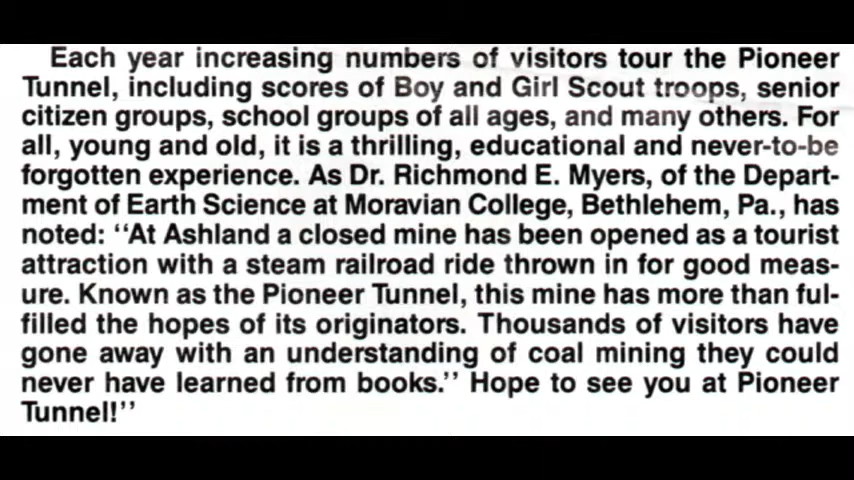 Each year increasing numbers of visitors tour the Pioneer
Tunnel, including scores of Boy and Girl Scout troops, senior
citizen groups, school groups of all ages, and many others. For
all, young and old, it is a thrilling, educational and never-to-be
forgotten experience. As Dr. Richmond E. Myers, of the Depart-
ment of Earth Science at Moravian College, Bethlehem, Pa., has
noted: ‘‘At Ashland a closed mine has been opened as a tourist
attraction with a steam railroad ride thrown in for good meas-
ure. Known as the Pioneer Tunnel, this mine has more than ful-
filled the hopes of its originators. Thousands of visitors have
gone away with an understanding of coal mining they could
never have learned from books.’’ Hope to see you at Pioneer
Tunnel!’’